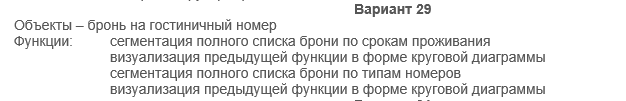 Вариант 29
Объекты – бронь на гостиничный номер
Функции: сегментация полного списка брони по срокам проживания
визуализация предыдущей функции в форме круговой диаграммы
сегментация полного списка брони по типам номеров
визуализация предыдущей функции в форме круговой диаграммы